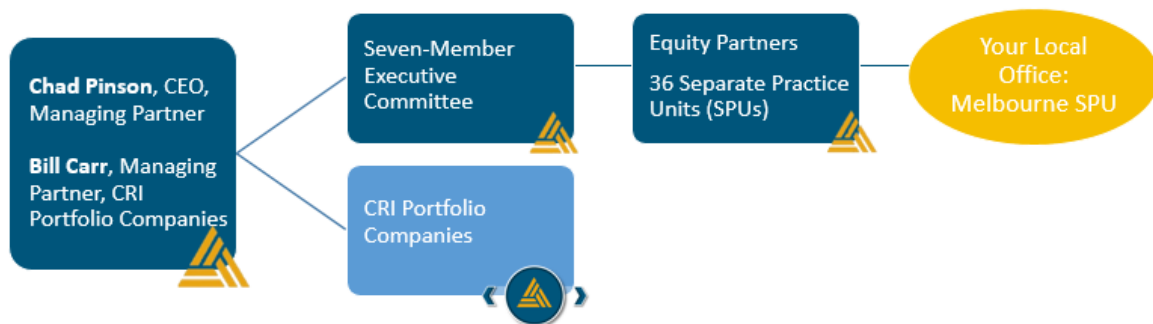 Chad Pinson, CEO,
Managing Partner
Bill Carr, Managing
Partner, CRI
Portfolio Companies
Seven-Member
Executive
Committee
CRI Portfolio
Companies
Equity Partners
36 Separate Practice
Units (SPUs)
Your Local
Office:
Melbourne SPU